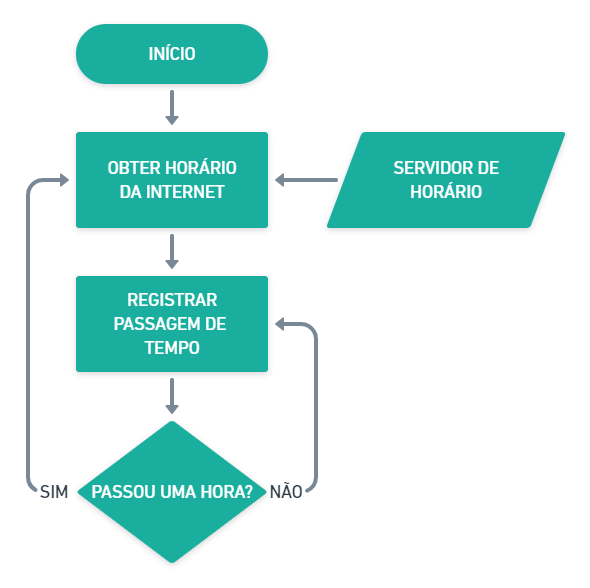 INÍCIO
OBTER HORÁRIO
DA INTERNET
SERVIDOR DE
HORÁRIO
REGISTRAR
PASSAGEM DE
TEMPO
SIM
PASSOU UMA HORA?
NÃO